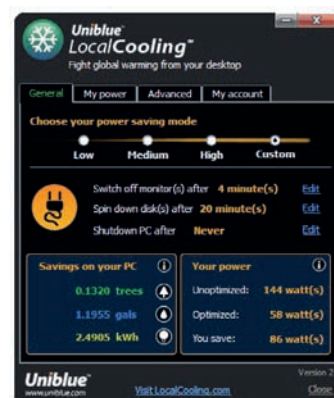 Uniblue™
LocalCooling™
Fight global warming from your desktop
General My power Advanced My account
Choose your power saving mode
Low Medium High Custom
Switch off monitor(s) after 4 minute(s) Edit
Spin down disk(s) after 20 minute(s) Edit
Shutdown PC after Never Edit
Savings on your PC
0.1320 trees
1.1955 gals
2.4905 kWh
Your power
Unoptimized: 144 watt(s)
Optimized: 58 watt(s)
You save: 86 watt(s)
Uniblue™
www.uniblue.com
Visit LocalCooling.com
Version 2
Close